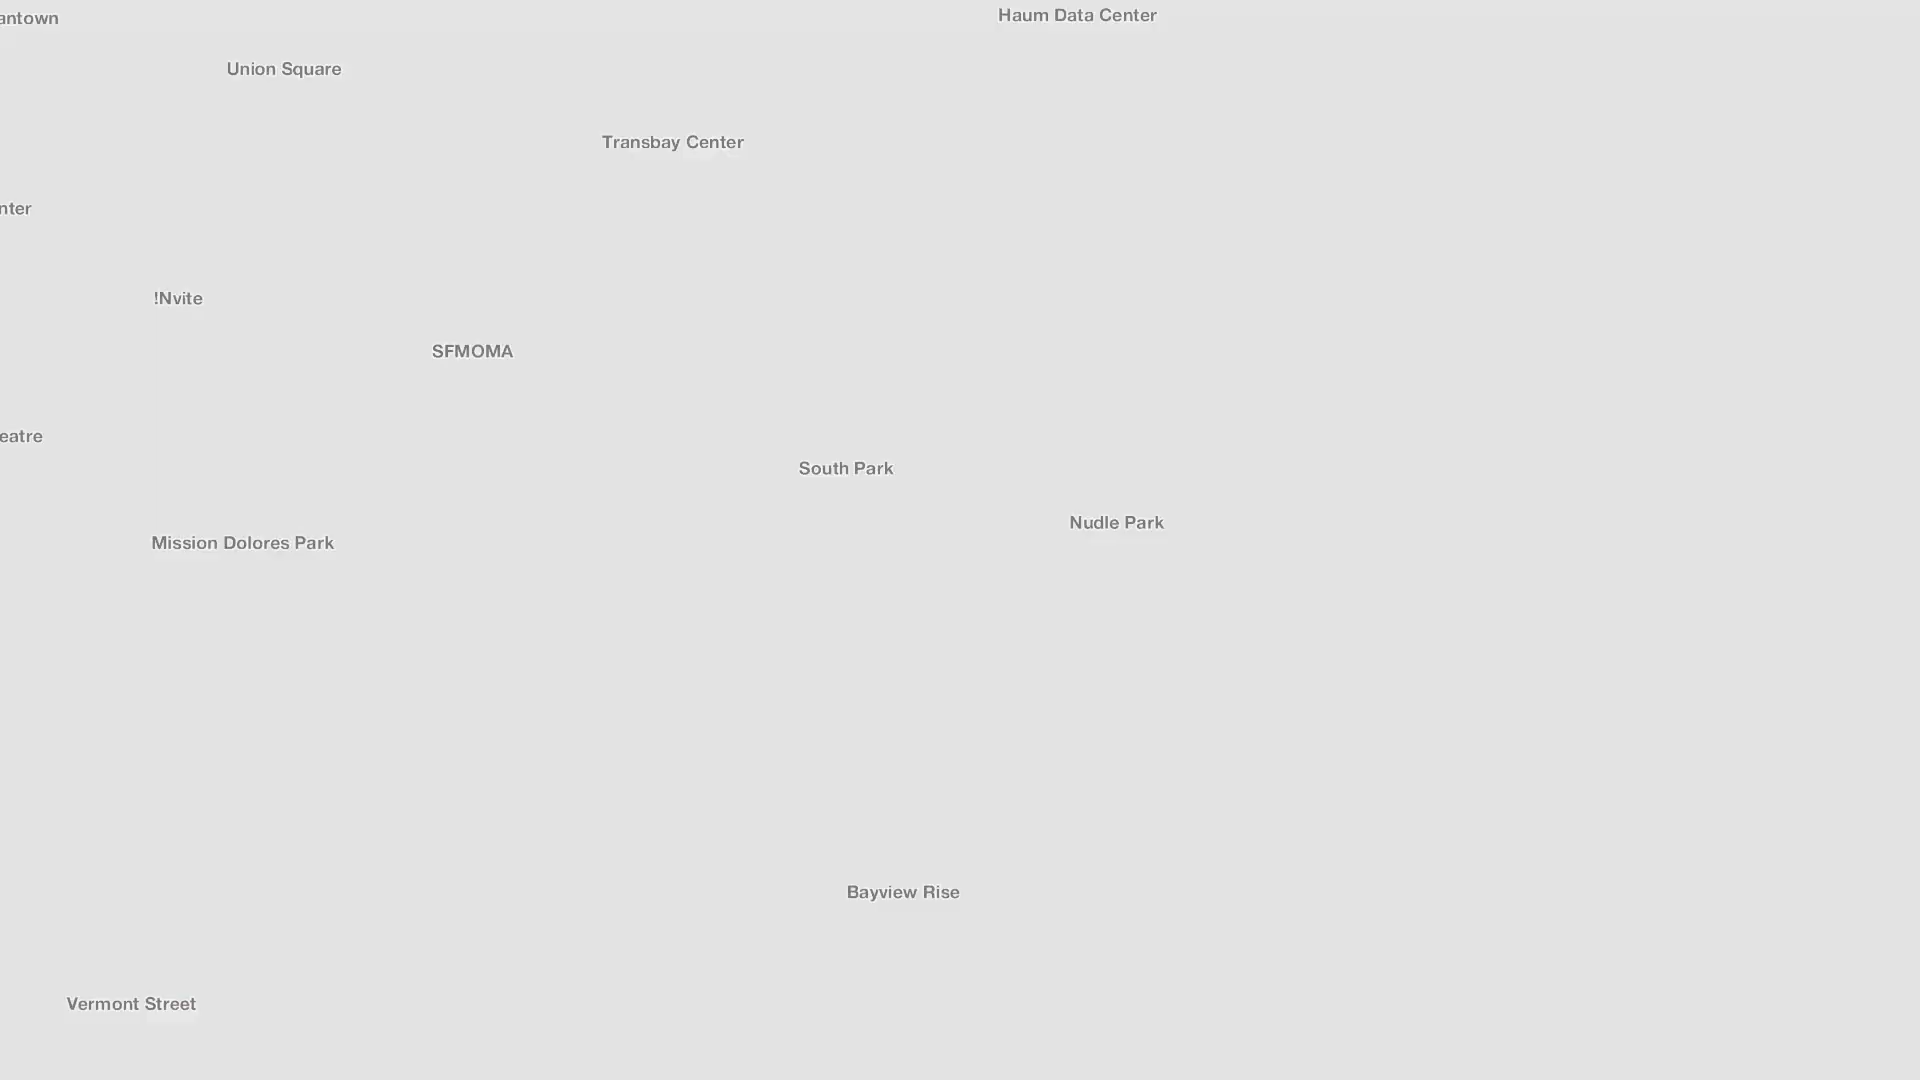 antown
Haum Data Center
Union Square
Transbay Center
nter
!Nvite
SFMOMA
eatre
South Park
Nudle Park
Mission Dolores Park
Bayview Rise
Vermont Street